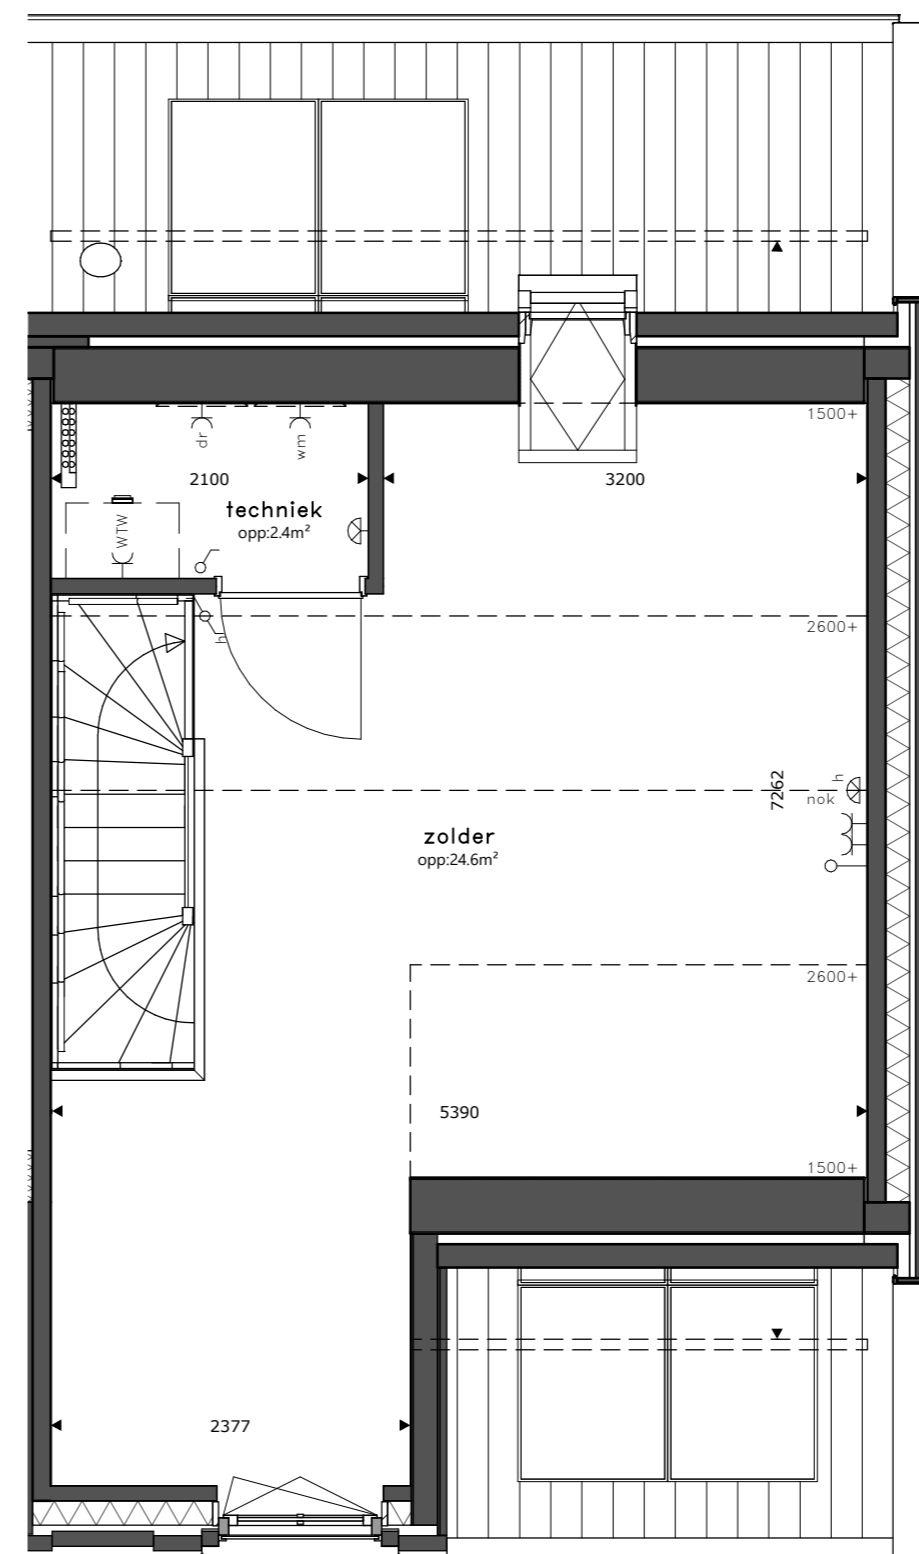 1500+
dr
wm
2100
3200
techniek
opp:2.4m²
WTW
2600+
h
7262
h
nok
zolder
opp:24.6m²
2600+
5390
1500+
2377